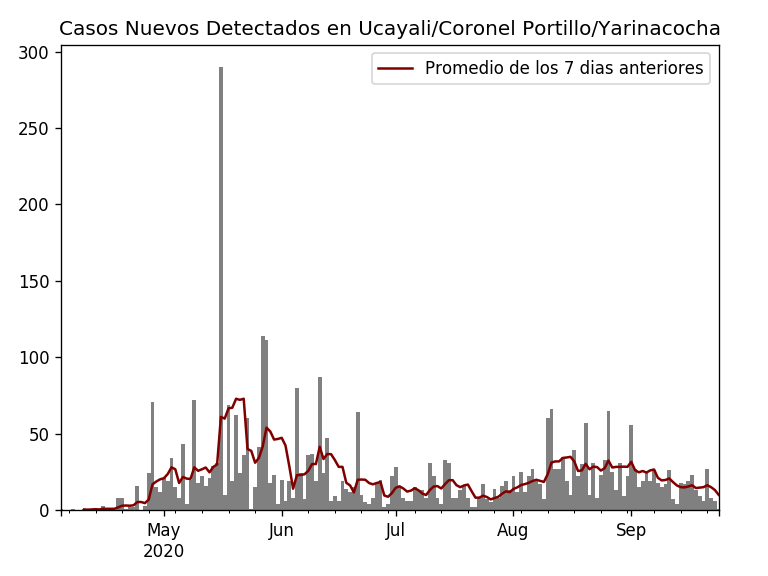 Casos Nuevos Detectados en Ucayali/Coronel Portillo/Yarinacocha
Promedio de los 7 dias anteriores
300
250
200
150
100
50
0
May Jun Jul Aug Sep
2020